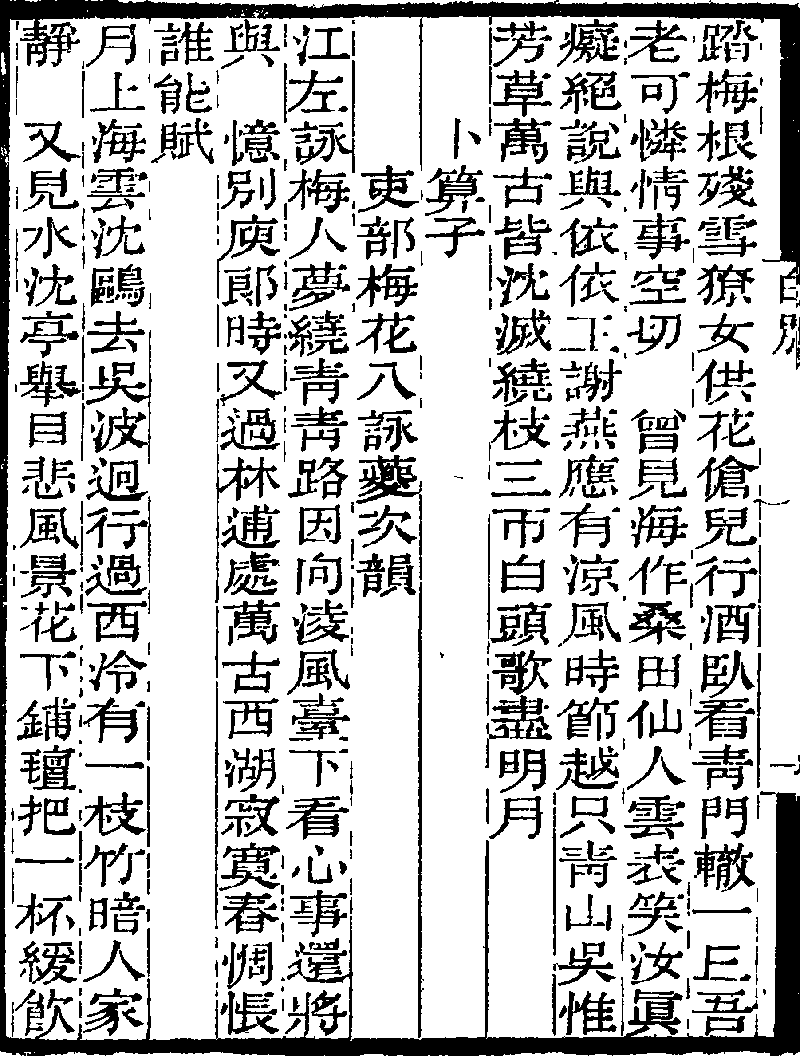 踏梅根殘雪獠女供花傖兒行酒臥看青門轍一丘吾
老可憐情事空切　曾見海作桑田仙人雲表笑汝眞
癡絕說與依依王謝燕應有涼風時節越只青山吳惟
芳草萬古皆沈滅繞枝三帀白頭歌盡明月
卜算子
吏部梅花八詠夔次韻
江左詠梅人夢繞青青路因向凌風臺下看心事還將
與　憶別庾郎時又過林逋處萬古西湖寂寞春惆悵
誰能賦
月上海雲沈鷗去吳波迥行過西泠有一枝竹暗人家
靜　又見水沈亭舉目悲風景花下鋪氈把一杯緩飲